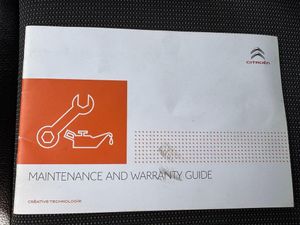 CITROËN
MAINTENANCE AND WARRANTY GUIDE
CRÉATIVE TECHNOLOGIE